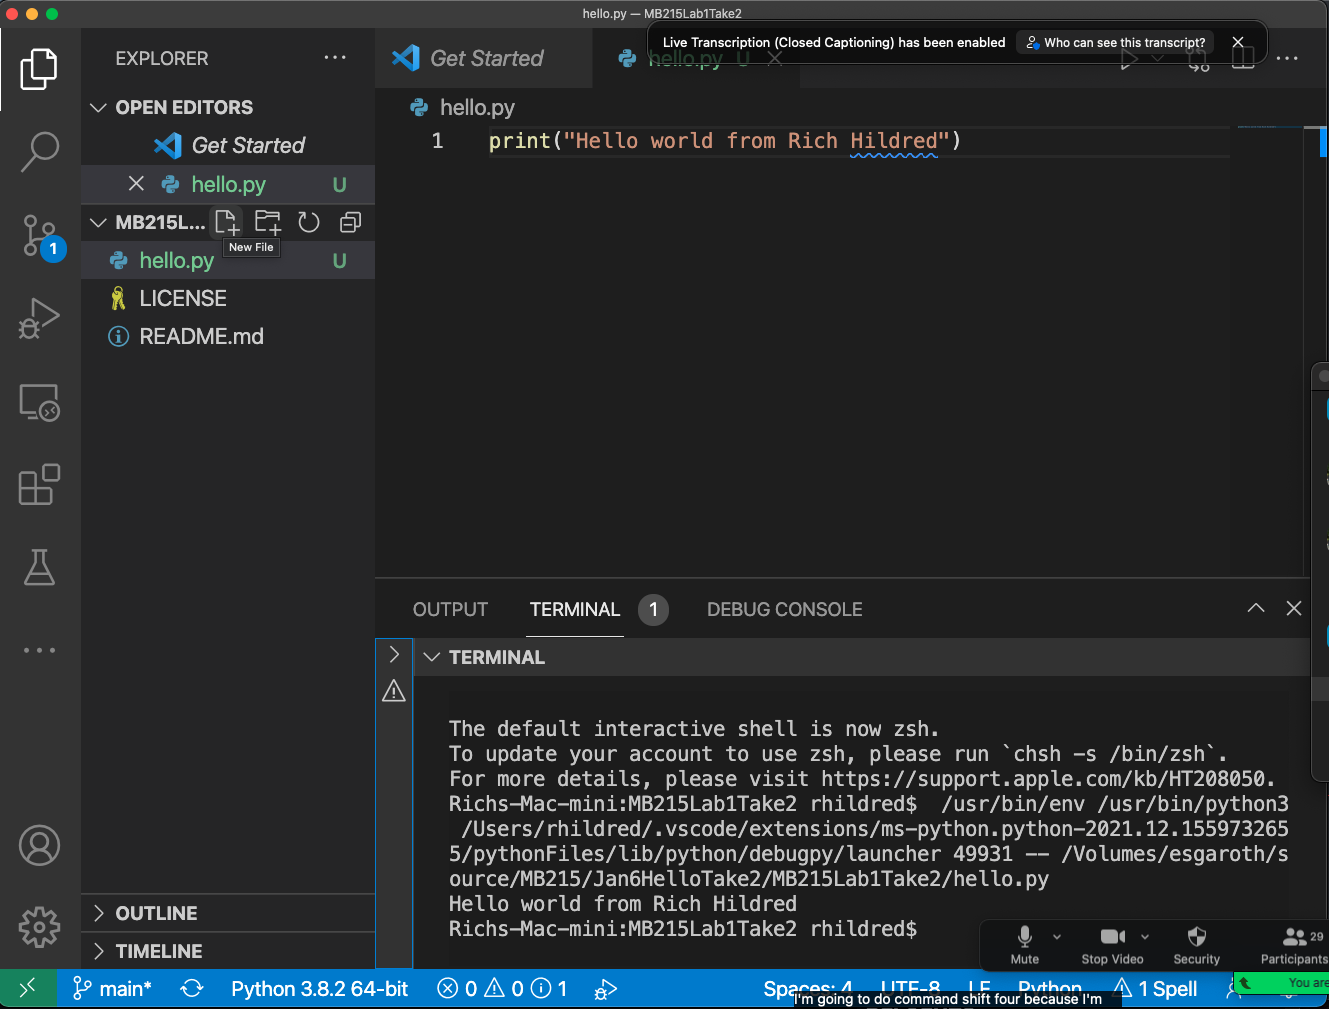 hello.py — MB215Lab1Take2
Live Transcription (Closed Captioning) has been enabled
Who can see this transcript?
EXPLORER
Get Started
hello.py U
OPEN EDITORS
Get Started
hello.py U
hello.py
1 print("Hello world from Rich Hildred")
MB215L...
New File
hello.py U
LICENSE
README.md
OUTPUT TERMINAL 1 DEBUG CONSOLE
TERMINAL
The default interactive shell is now zsh.
To update your account to use zsh, please run `chsh -s /bin/zsh`.
For more details, please visit https://support.apple.com/kb/HT208050.
Richs-Mac-mini:MB215Lab1Take2 rhildred$  /usr/bin/env /usr/bin/python3
/Users/rhildred/.vscode/extensions/ms-python.python-2021.12.155973265
5/pythonFiles/lib/python/debugpy/launcher 49931 -- /Volumes/esgaroth/s
ource/MB215/Jan6HelloTake2/MB215Lab1Take2/hello.py
Hello world from Rich Hildred
Richs-Mac-mini:MB215Lab1Take2 rhildred$
1
OUTLINE
TIMELINE
Mute
Stop Video
Security
29
Participants
You are
main* Python 3.8.2 64-bit 0 0 1 Spaces: 4 UTF-8 LF Python 1 Spell
I'm going to do command shift four because I'm